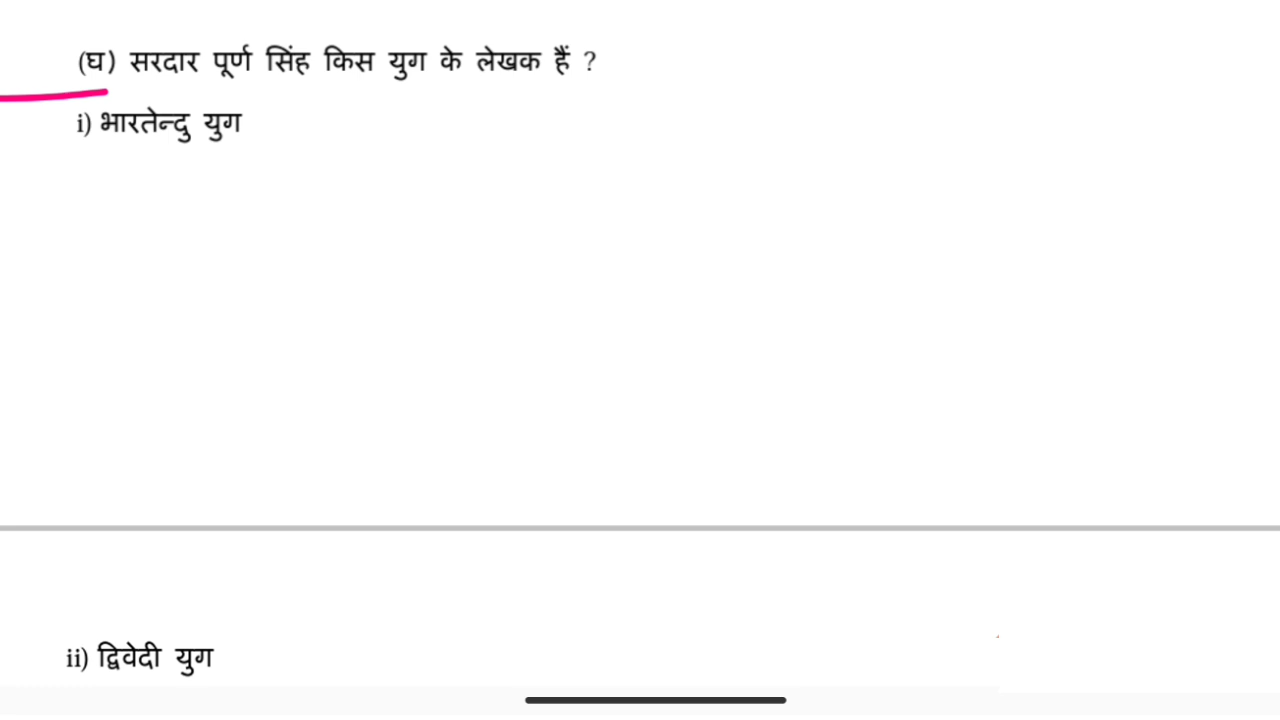 (घ) सरदार पूर्ण सिंह किस युग के लेखक हैं ?
i) भारतेन्दु युग
ii) द्विवेदी युग